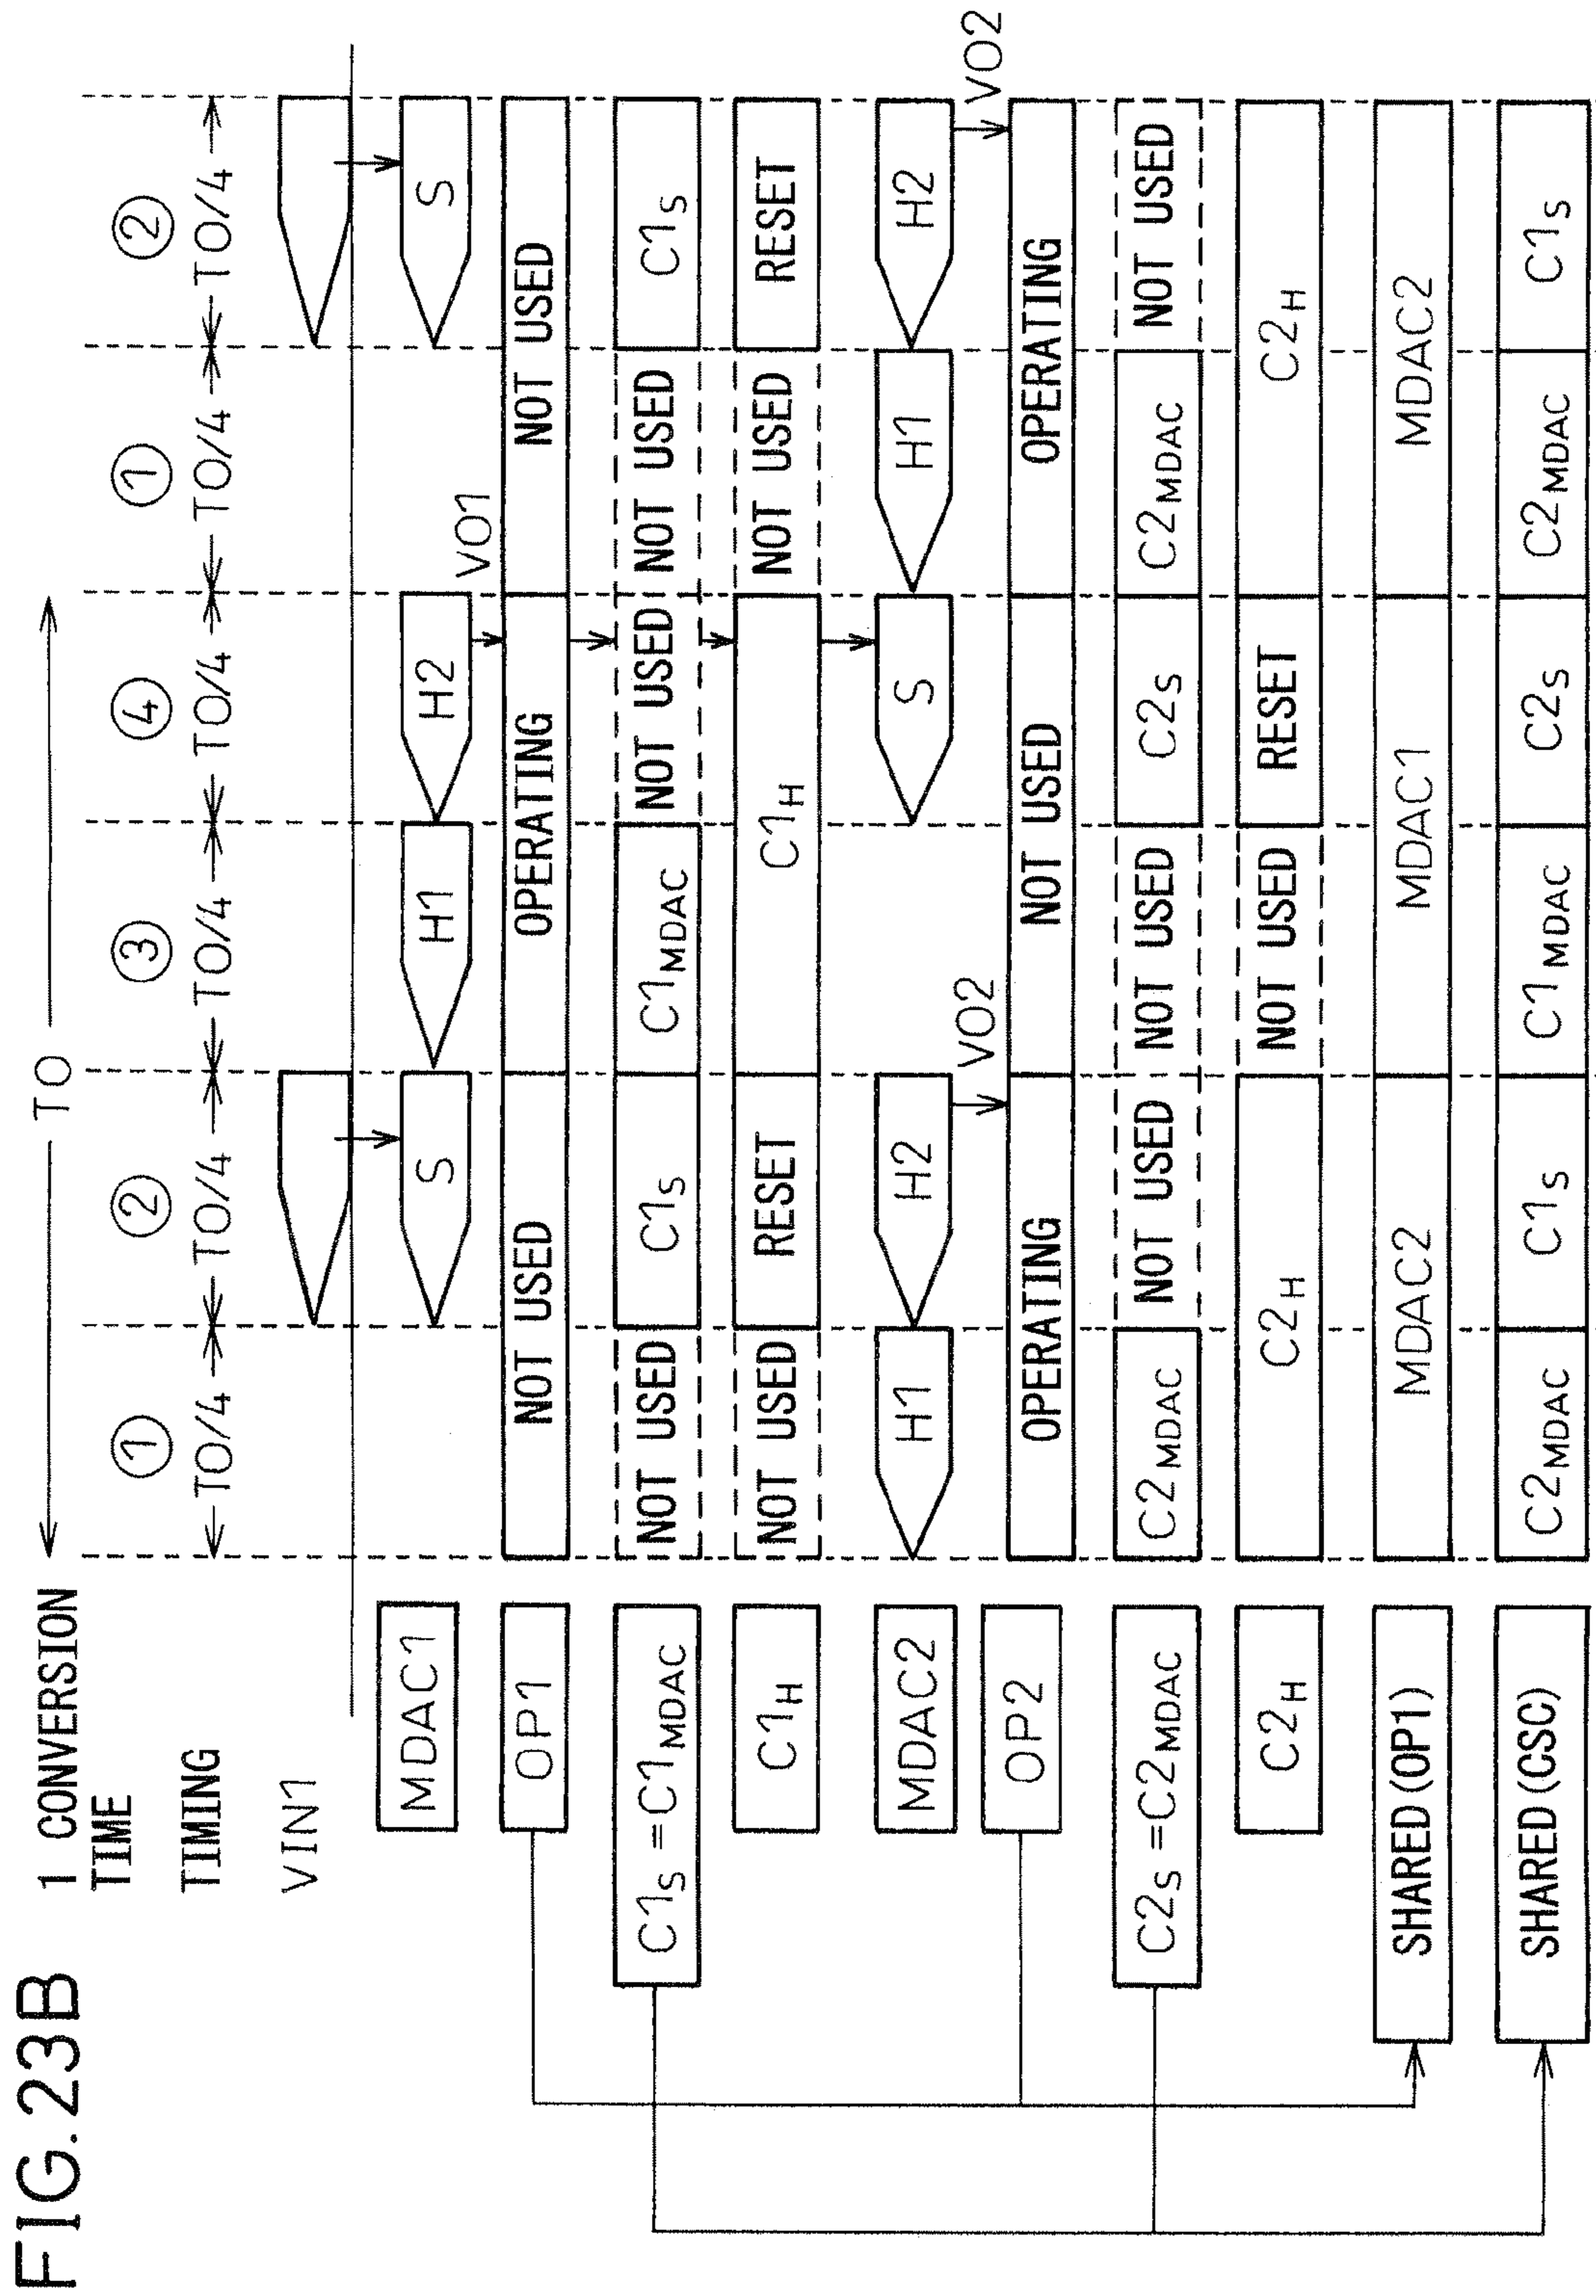 FIG.23B
1 CONVERSION TIME
TO
TIMING
① ② ③ ④ ① ②
TO/4 TO/4 TO/4 TO/4 TO/4 TO/4
VIN1
MDAC1 S H1 H2 S
VO1
OP1 NOT USED OPERATING NOT USED
C1S =C1MDAC NOT USED C1S C1MDAC NOT USED NOT USED C1S
C1H NOT USED RESET C1H NOT USED RESET
MDAC2 H1 H2 S H1 H2
VO2 VO2
OP2 OPERATING NOT USED OPERATING
C2S =C2MDAC C2MDAC NOT USED NOT USED C2S C2MDAC NOT USED
C2H C2H NOT USED RESET C2H
SHARED (OP1) MDAC2 MDAC1 MDAC2
SHARED (CSC) C2MDAC C1S C1MDAC C2S C2MDAC C1S